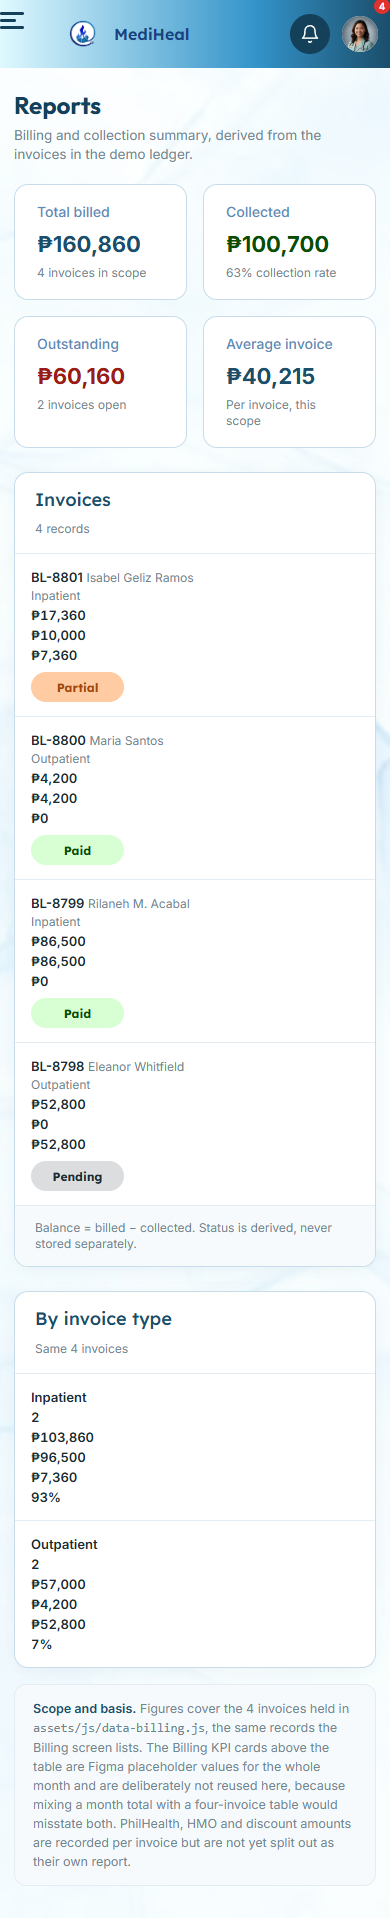 4
MediHeal
Reports
Billing and collection summary, derived from the
invoices in the demo ledger.
Total billed
₱160,860
4 invoices in scope
Collected
₱100,700
63% collection rate
Outstanding
₱60,160
2 invoices open
Average invoice
₱40,215
Per invoice, this
scope
Invoices
4 records
BL-8801 Isabel Geliz Ramos
Inpatient
₱17,360
₱10,000
₱7,360
Partial
BL-8800 Maria Santos
Outpatient
₱4,200
₱4,200
₱0
Paid
BL-8799 Rilaneh M. Acabal
Inpatient
₱86,500
₱86,500
₱0
Paid
BL-8798 Eleanor Whitfield
Outpatient
₱52,800
₱0
₱52,800
Pending
Balance = billed − collected. Status is derived, never
stored separately.
By invoice type
Same 4 invoices
Inpatient
2
₱103,860
₱96,500
₱7,360
93%
Outpatient
2
₱57,000
₱4,200
₱52,800
7%
Scope and basis. Figures cover the 4 invoices held in
assets/js/data-billing.js, the same records the
Billing screen lists. The Billing KPI cards above the
table are Figma placeholder values for the whole
month and are deliberately not reused here, because
mixing a month total with a four-invoice table would
misstate both. PhilHealth, HMO and discount amounts
are recorded per invoice but are not yet split out as
their own report.